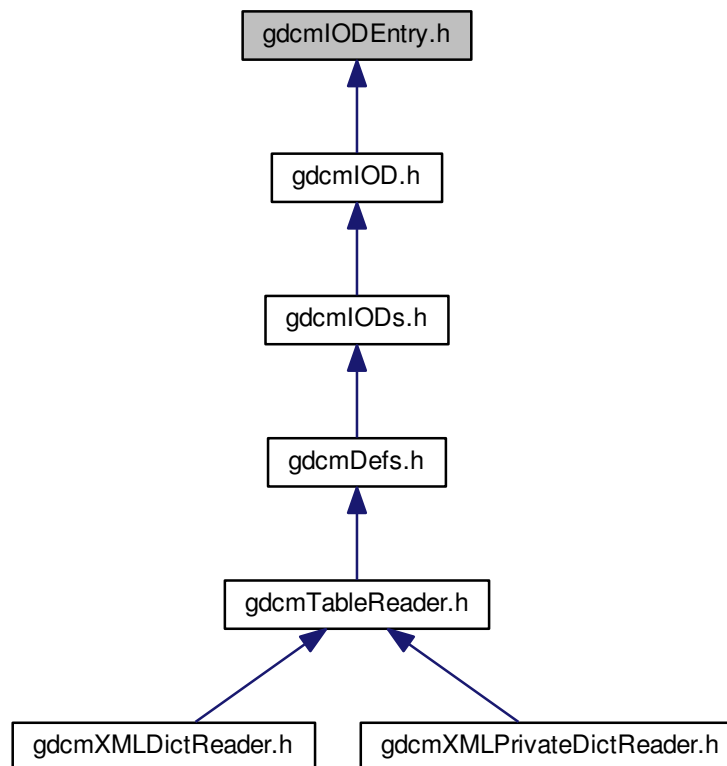 gdcmIODEntry.h
gdcmIOD.h
gdcmIODs.h
gdcmDefs.h
gdcmTableReader.h
gdcmXMLDictReader.h
gdcmXMLPrivateDictReader.h